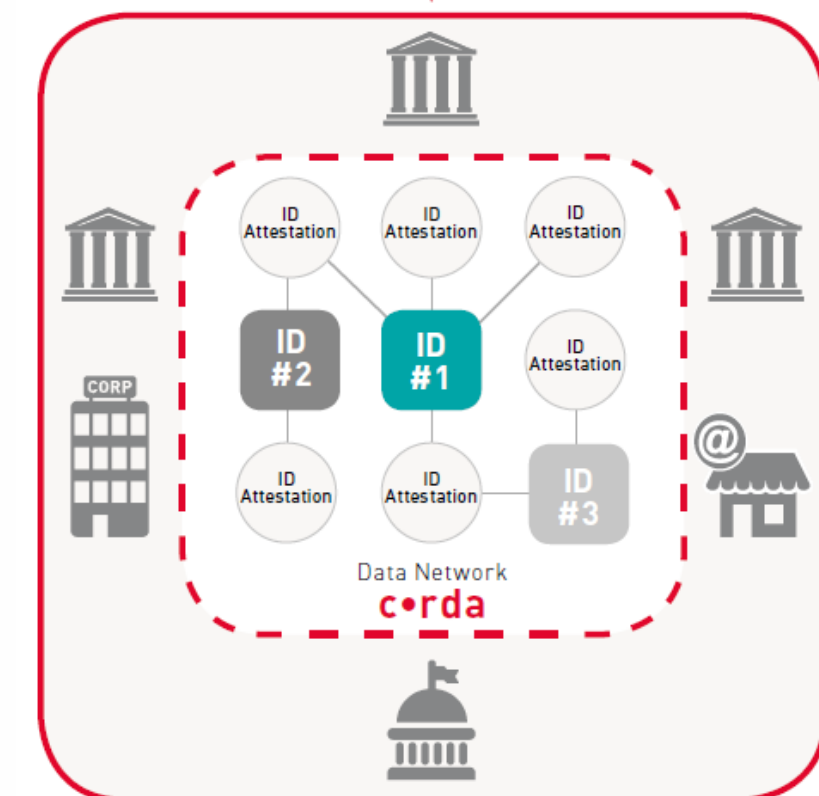 ID
Attestation
ID
Attestation
ID
Attestation
ID
#2
ID
#1
ID
Attestation
CORP
@
ID
Attestation
ID
Attestation
ID
#3
Data Network
c•rda